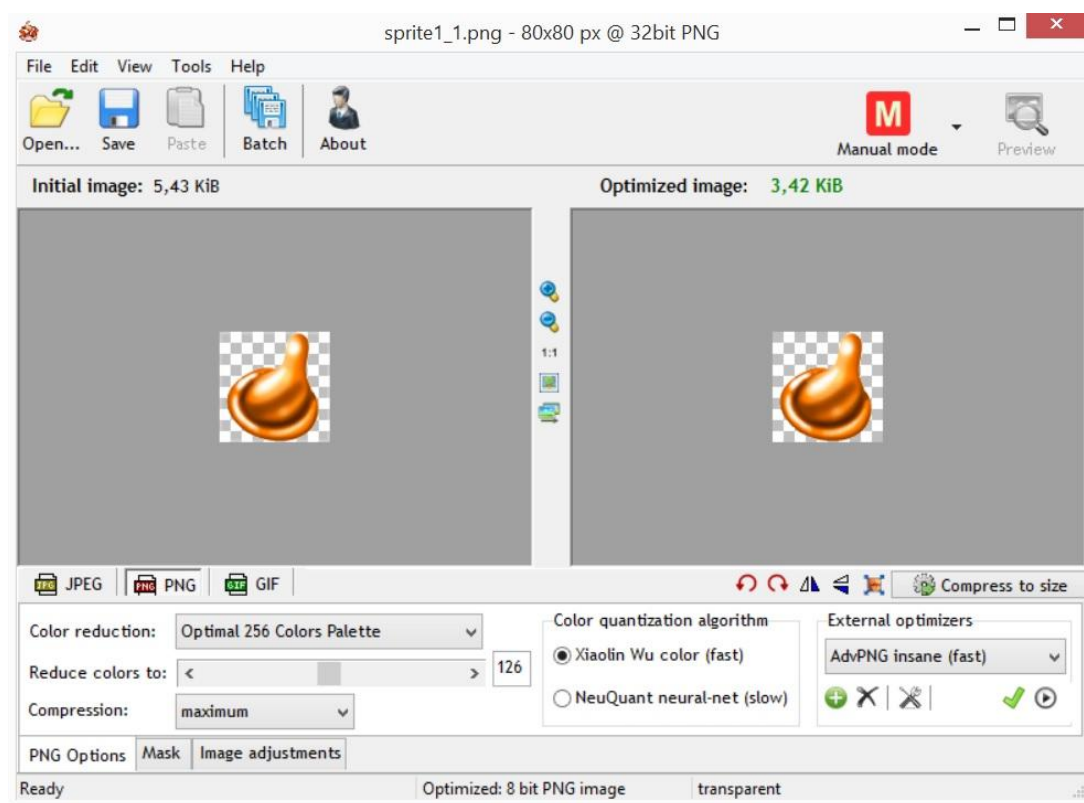 sprite1_1.png - 80x80 px @ 32bit PNG
File Edit View Tools Help
Open... Save Paste Batch About
M
Manual mode
Preview
Initial image: 5,43 KiB
Optimized image: 3,42 KiB
1:1
JPG JPEG PNG PNG GIF GIF
Compress to size
Color reduction: Optimal 256 Colors Palette
Reduce colors to: 126
Compression: maximum
Color quantization algorithm
Xiaolin Wu color (fast)
NeuQuant neural-net (slow)
External optimizers
AdvPNG insane (fast)
PNG Options Mask Image adjustments
Ready
Optimized: 8 bit PNG image
transparent